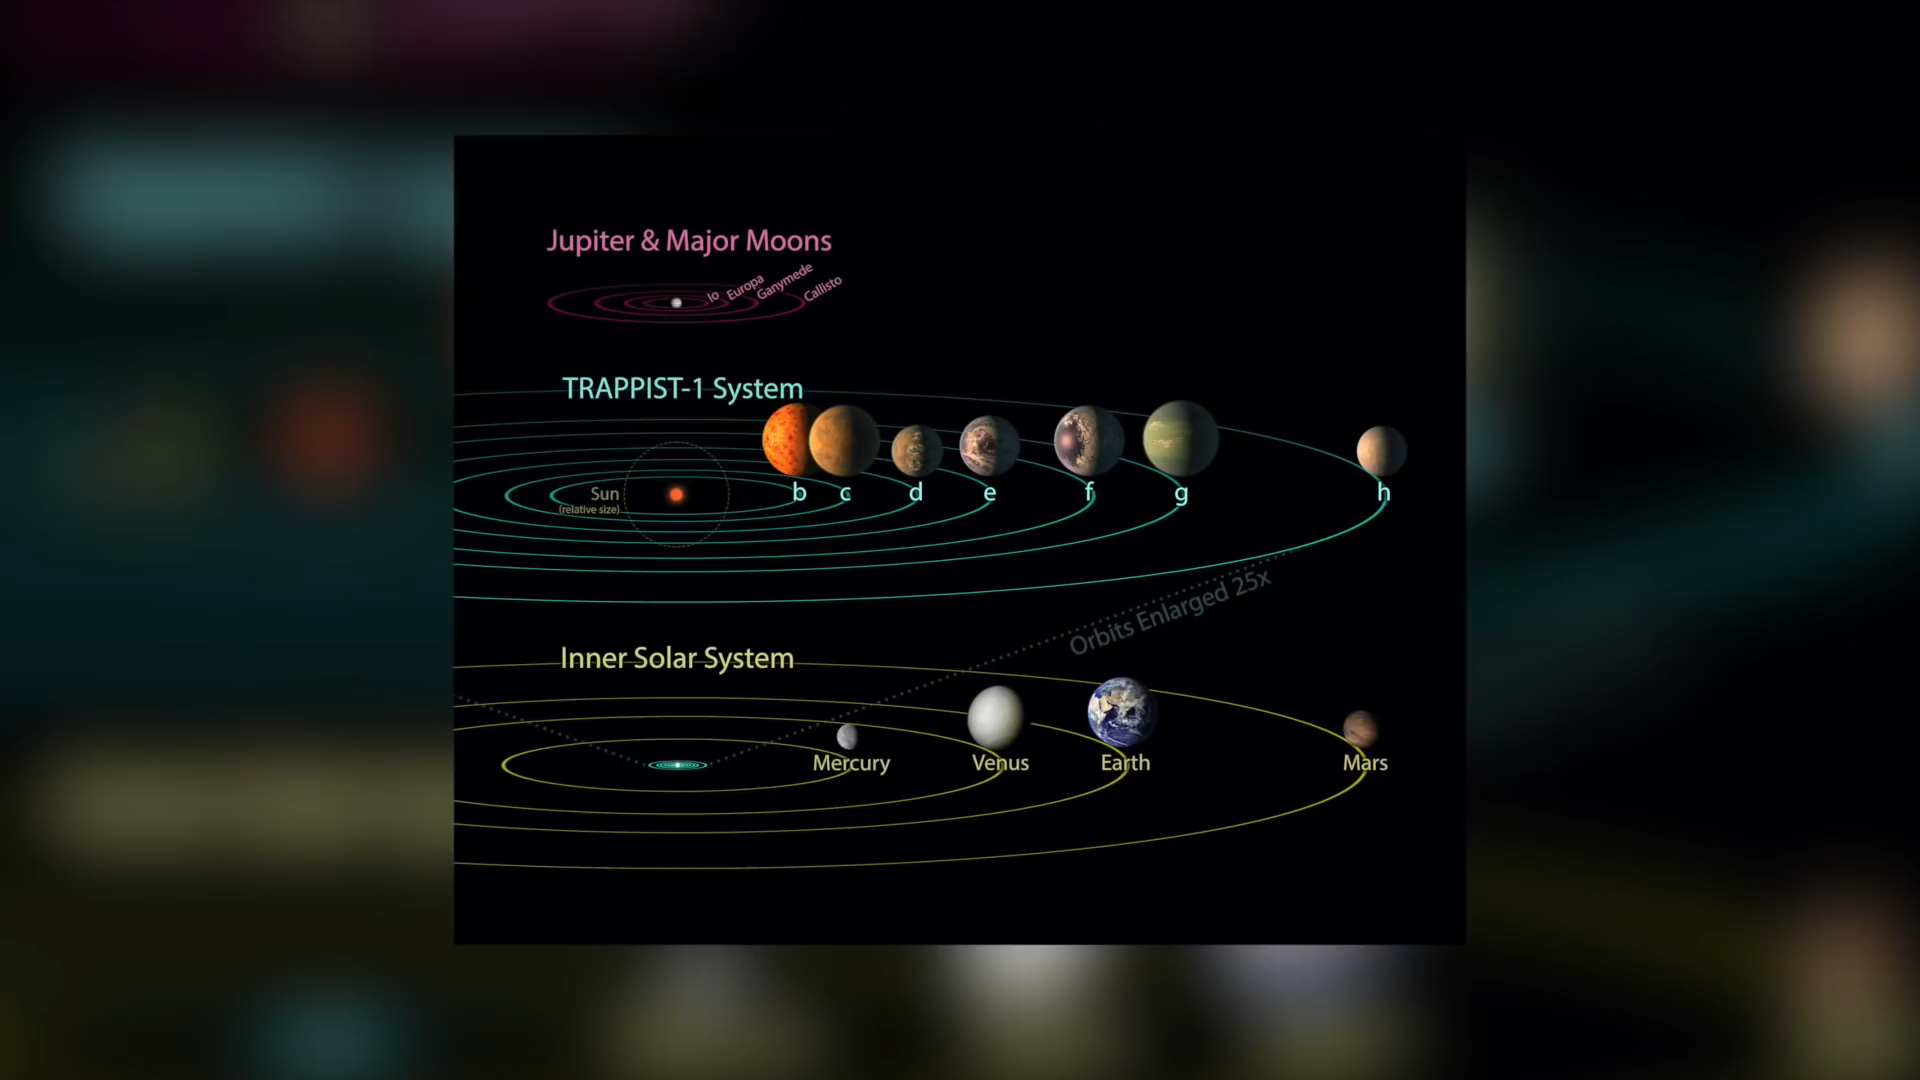 Jupiter & Major Moons
Io Europa Ganymede Callisto
TRAPPIST-1 System
Sun
(relative size)
b c d e f g h
Orbits Enlarged 25x
Inner Solar System
Mercury Venus Earth Mars